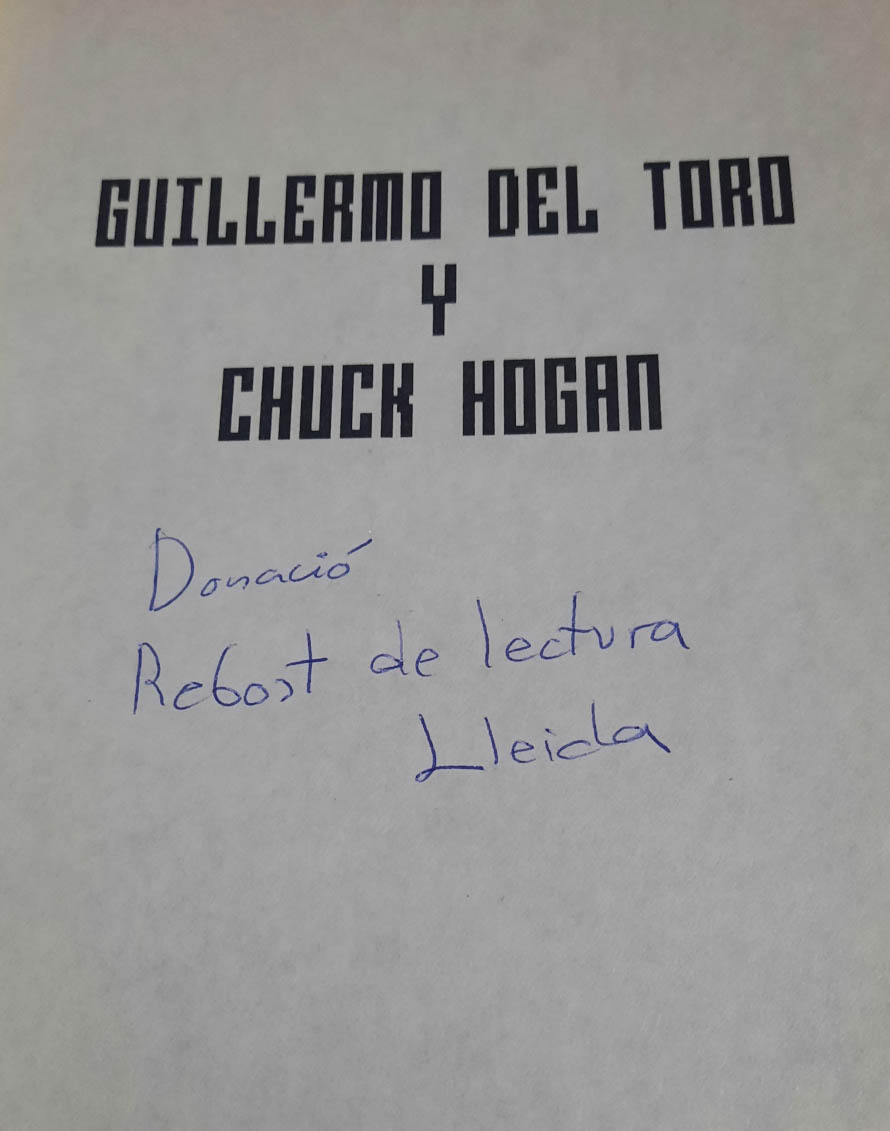 GUILLERMO DEL TORO
Y
CHUCK HOGAN
Donació
Rebost de lectura
Lleida